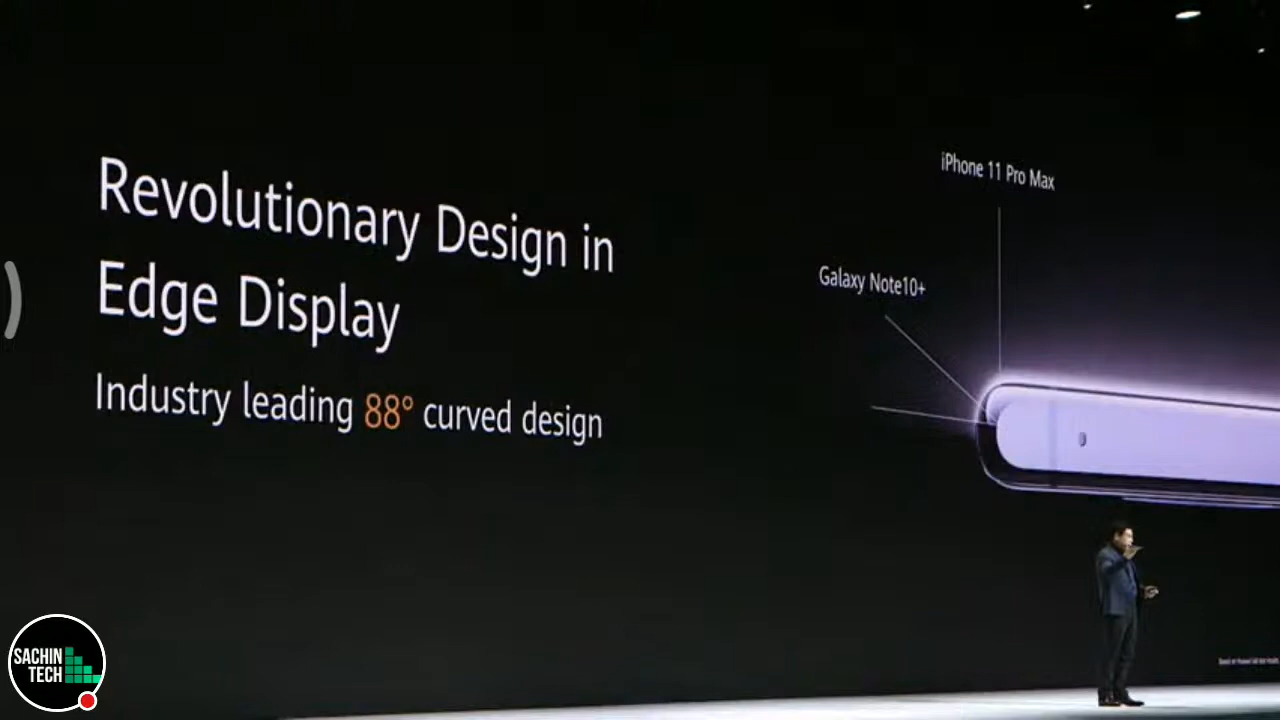 Revolutionary Design in
Edge Display
Industry leading 88° curved design
iPhone 11 Pro Max
Galaxy Note10+
SACHIN
TECH